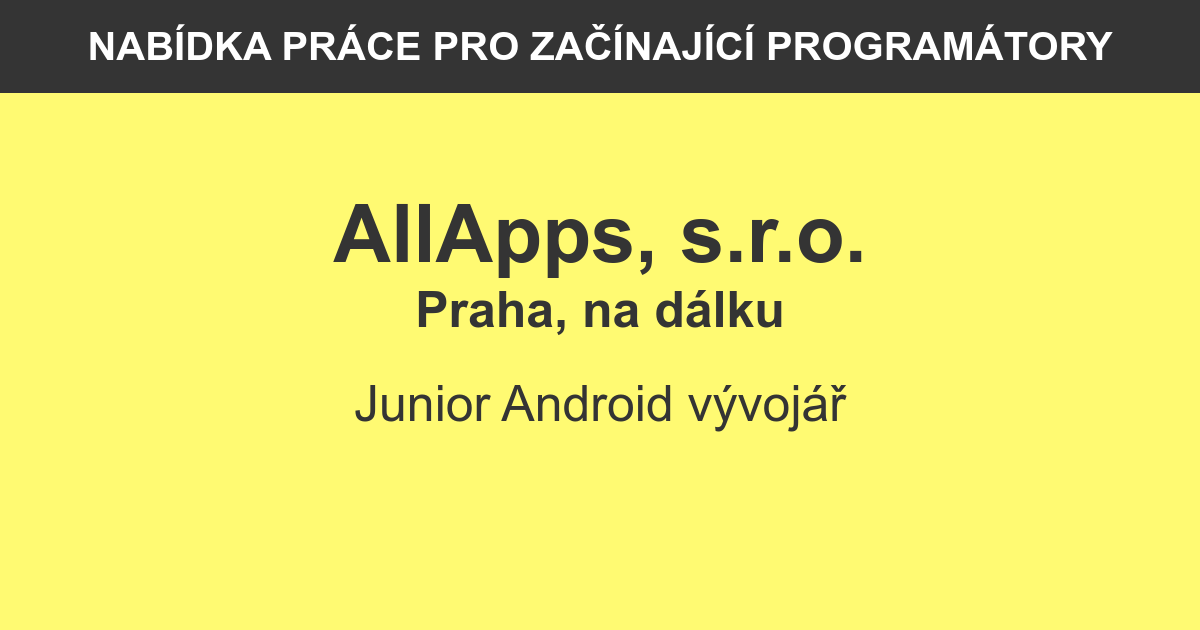 NABÍDKA PRÁCE PRO ZAČÍNAJÍCÍ PROGRAMÁTORY
AllApps, s.r.o.
Praha, na dálku
Junior Android vývojář